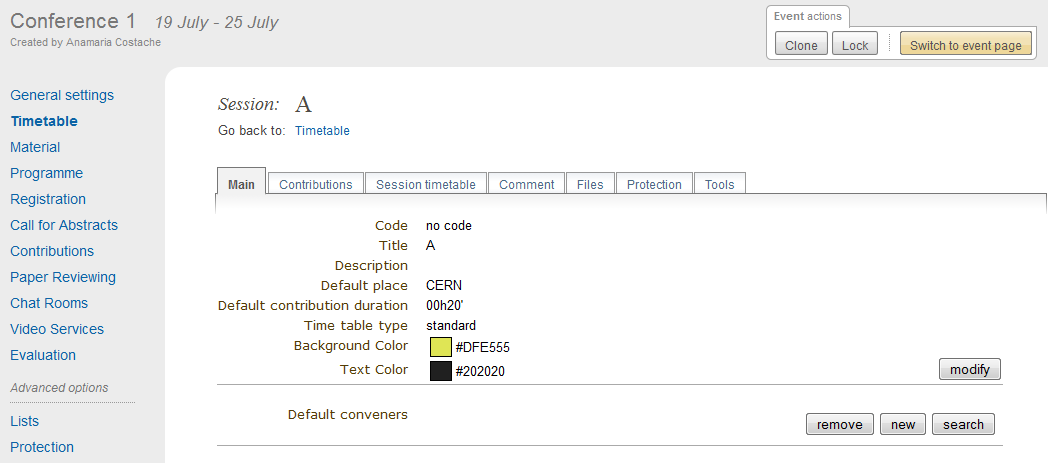 Conference 1 19 July - 25 July
Created by Anamaria Costache
Event actions
Clone Lock Switch to event page
General settings
Timetable
Material
Programme
Registration
Call for Abstracts
Contributions
Paper Reviewing
Chat Rooms
Video Services
Evaluation
Advanced options
Lists
Protection
Session: A
Go back to: Timetable
Main Contributions Session timetable Comment Files Protection Tools
Code no code
Title A
Description
Default place CERN
Default contribution duration 00h20'
Time table type standard
Background Color #DFE555
Text Color #202020
modify
Default conveners
remove new search